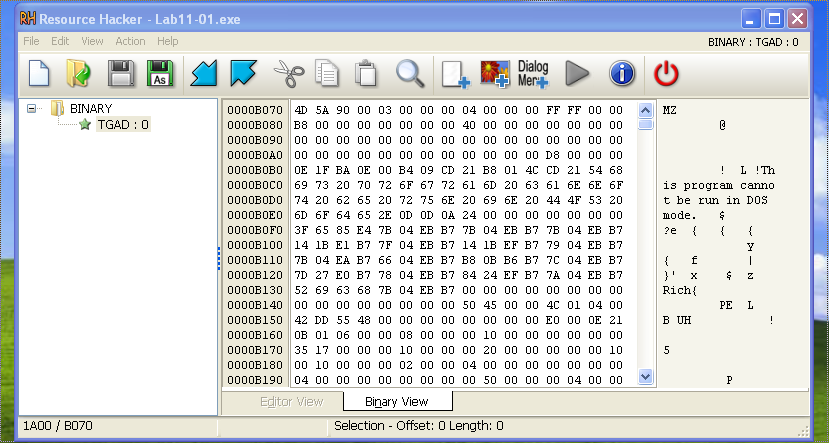 Resource Hacker - Lab11-01.exe
File Edit View Action Help BINARY : TGAD : 0
As Dialog
Menu
BINARY
TGAD : 0
0000B070 4D 5A 90 00 03 00 00 00 04 00 00 00 FF FF 00 00 MZ
0000B080 B8 00 00 00 00 00 00 00 40 00 00 00 00 00 00 00 @
0000B090 00 00 00 00 00 00 00 00 00 00 00 00 00 00 00 00
0000B0A0 00 00 00 00 00 00 00 00 00 00 00 00 D8 00 00 00
0000B0B0 0E 1F BA 0E 00 B4 09 CD 21 B8 01 4C CD 21 54 68 ! L !Th
0000B0C0 69 73 20 70 72 6F 67 72 61 6D 20 63 61 6E 6E 6F is program canno
0000B0D0 74 20 62 65 20 72 75 6E 20 69 6E 20 44 4F 53 20 t be run in DOS
0000B0E0 6D 6F 64 65 2E 0D 0D 0A 24 00 00 00 00 00 00 00 mode. $
0000B0F0 3F 65 85 E4 7B 04 EB B7 7B 04 EB B7 7B 04 EB B7 ?e { { {
0000B100 14 1B E1 B7 7F 04 EB B7 14 1B EF B7 79 04 EB B7 y
0000B110 7B 04 EA B7 66 04 EB B7 B8 0B B6 B7 7C 04 EB B7 { f |
0000B120 7D 27 E0 B7 78 04 EB B7 84 24 EF B7 7A 04 EB B7 }' x $ z
0000B130 52 69 63 68 7B 04 EB B7 00 00 00 00 00 00 00 00 Rich{
0000B140 00 00 00 00 00 00 00 00 50 45 00 00 4C 01 04 00 PE L
0000B150 42 DD 55 48 00 00 00 00 00 00 00 00 E0 00 0E 21 B UH !
0000B160 0B 01 06 00 00 08 00 00 00 10 00 00 00 00 00 00
0000B170 35 17 00 00 00 10 00 00 00 20 00 00 00 00 00 10 5
0000B180 00 10 00 00 00 02 00 00 04 00 00 00 00 00 00 00
0000B190 04 00 00 00 00 00 00 00 00 50 00 00 00 04 00 00 P
Editor View Binary View
1A00 / B070 Selection - Offset: 0 Length: 0